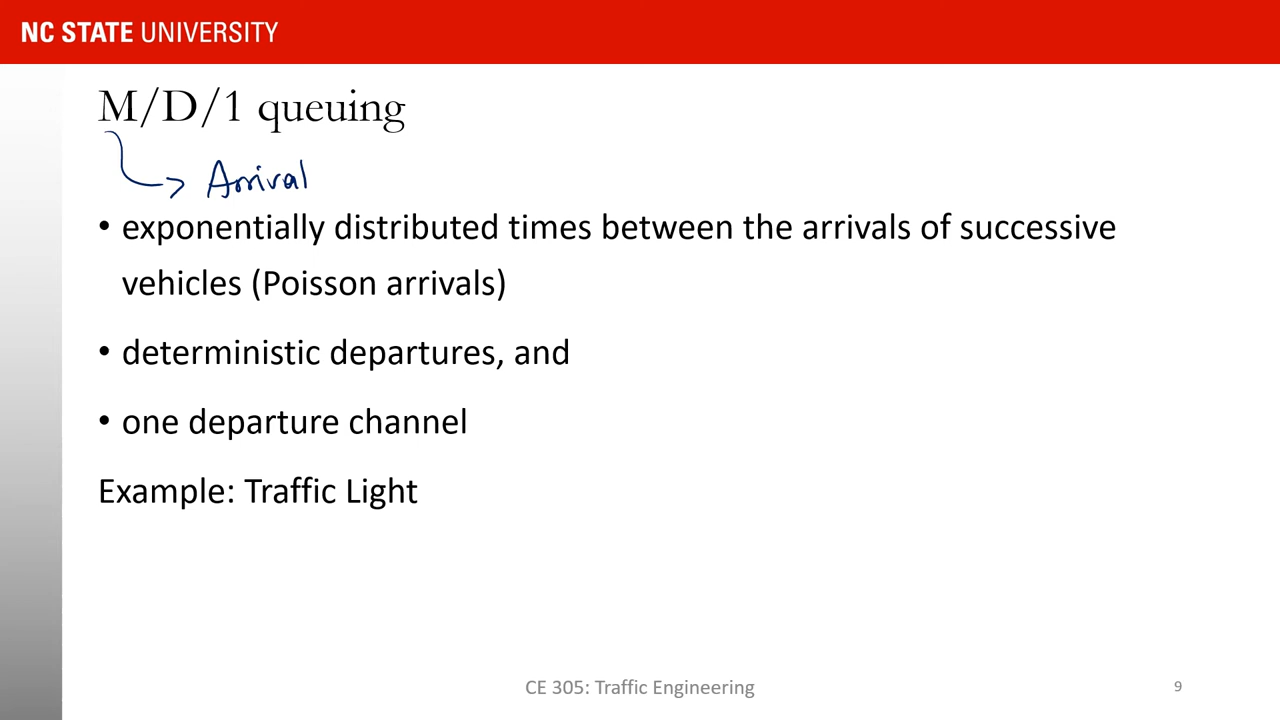 NC STATE UNIVERSITY
M/D/1 queuing
Arrival
• exponentially distributed times between the arrivals of successive
vehicles (Poisson arrivals)
• deterministic departures, and
• one departure channel
Example: Traffic Light
CE 305: Traffic Engineering
9